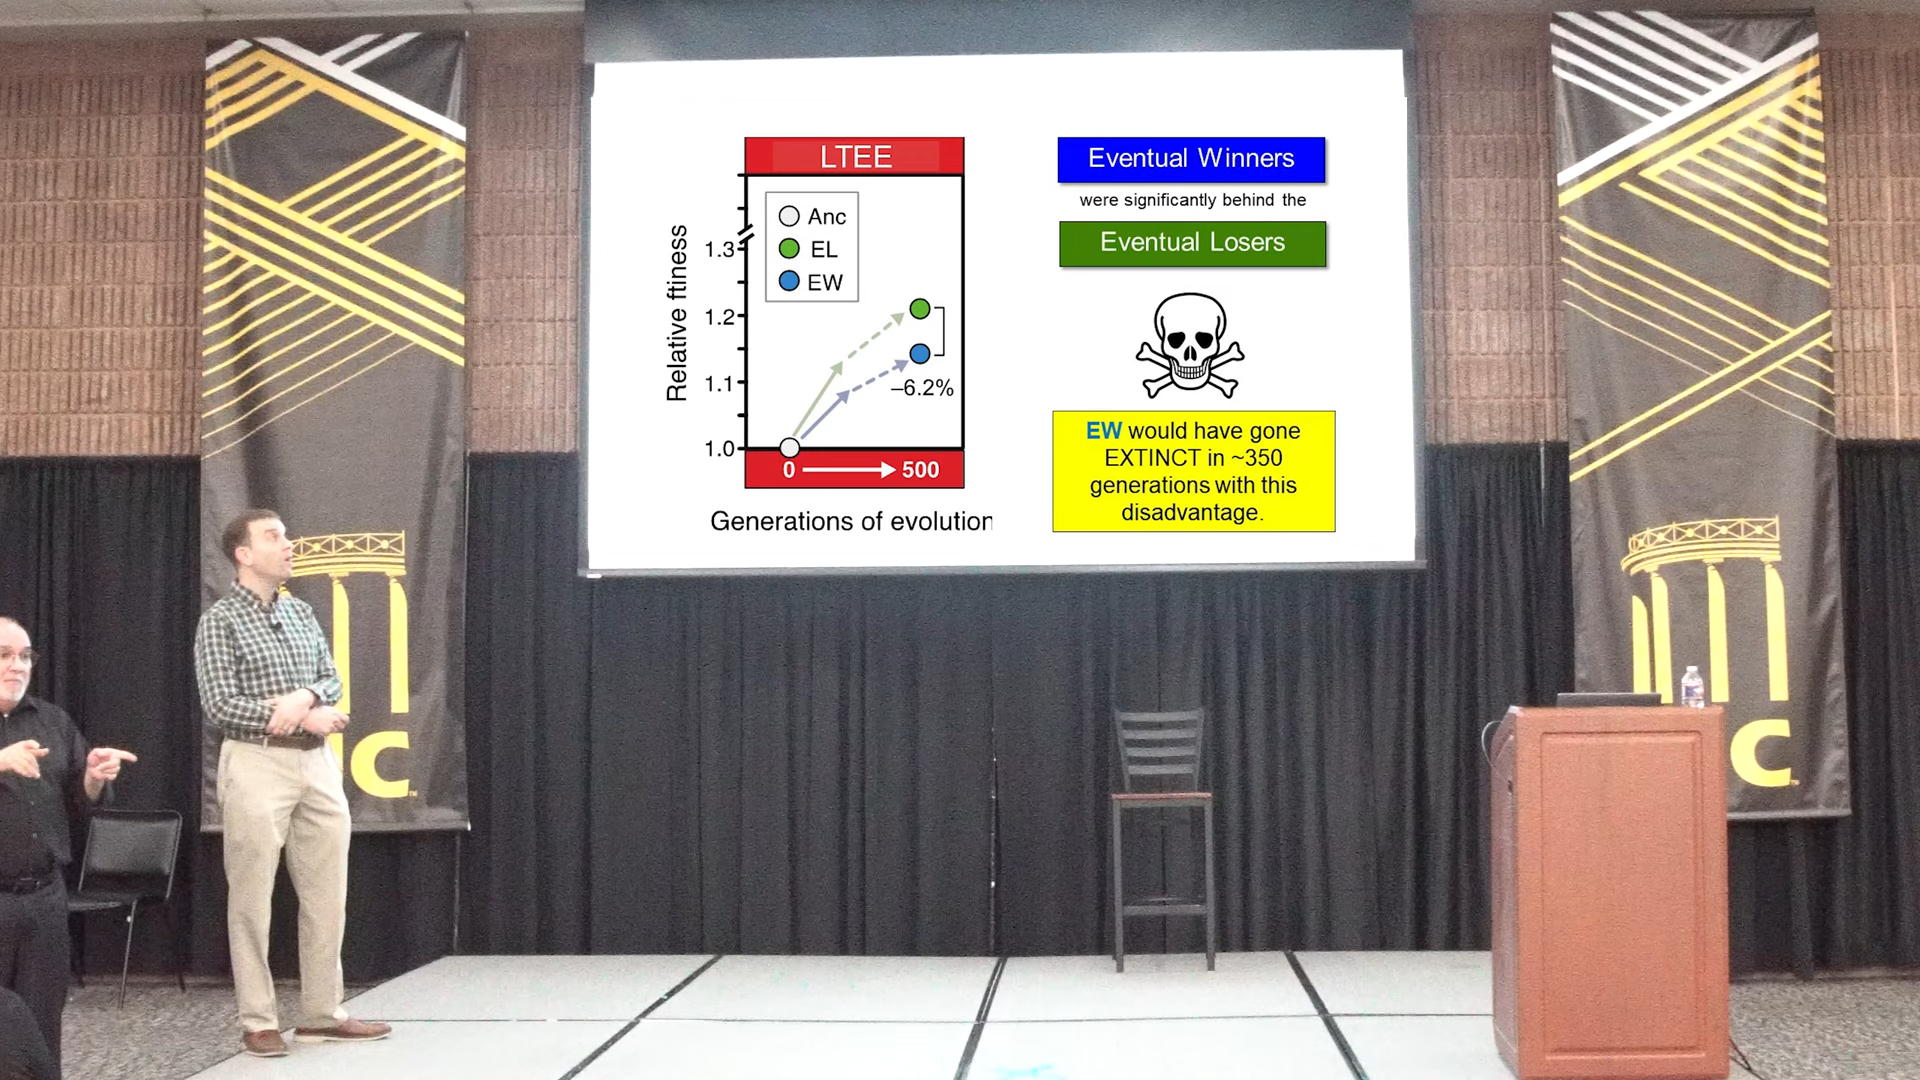 LTEE
Anc
EL
EW
Relative ftiness
1.3
1.2
1.1
1.0
–6.2%
0 500
Generations of evolution
Eventual Winners
were significantly behind the
Eventual Losers
EW would have gone
EXTINCT in ~350
generations with this
disadvantage.
C
TM
C